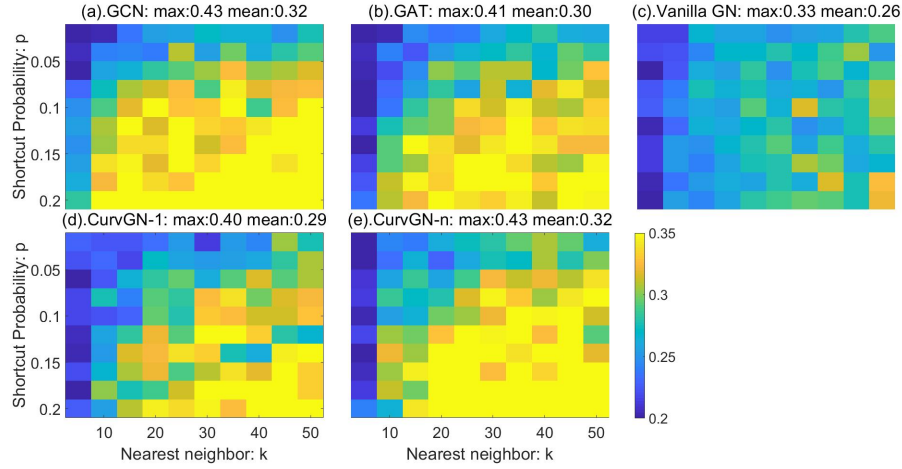 (a).GCN: max:0.43 mean:0.32
(b).GAT: max:0.41 mean:0.30
(c).Vanilla GN: max:0.33 mean:0.26
Shortcut Probability: p
0.05
0.1
0.15
0.2
(d).CurvGN-1: max:0.40 mean:0.29
(e).CurvGN-n: max:0.43 mean:0.32
Shortcut Probability: p
0.05
0.1
0.15
0.2
10 20 30 40 50
Nearest neighbor: k
10 20 30 40 50
Nearest neighbor: k
0.35
0.3
0.25
0.2